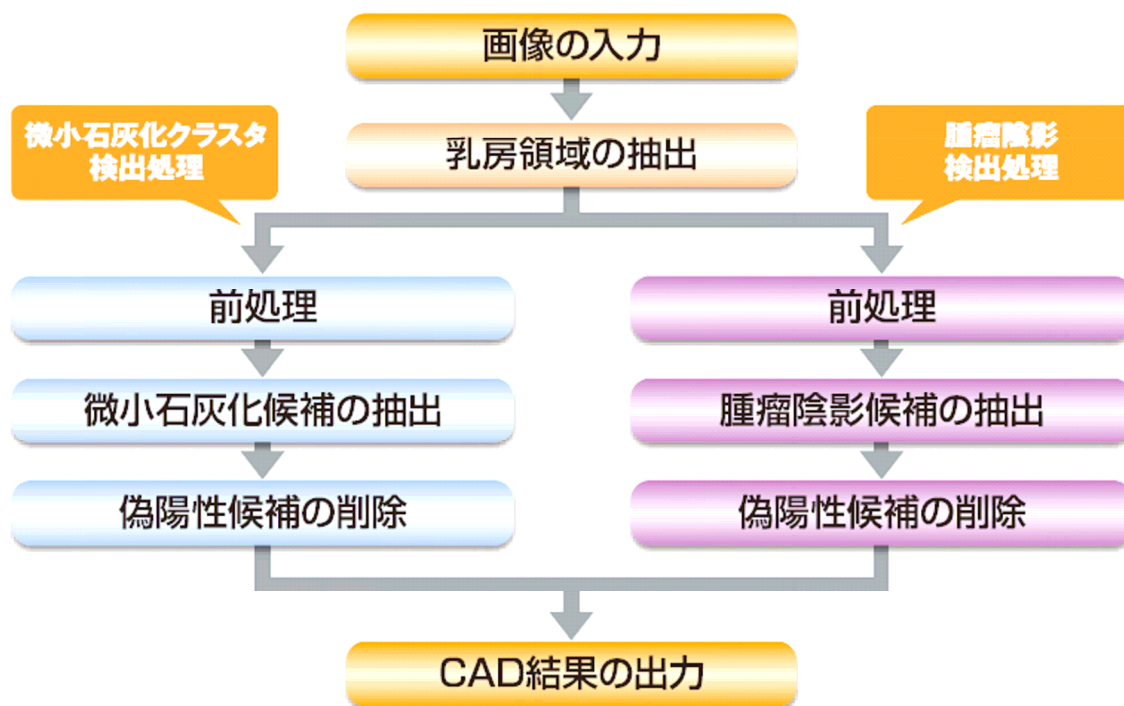 画像の入力
微小石灰化クラスタ
検出処理
乳房領域の抽出
腫瘤陰影
検出処理
前処理
前処理
微小石灰化候補の抽出
腫瘤陰影候補の抽出
偽陽性候補の削除
偽陽性候補の削除
CAD結果の出力